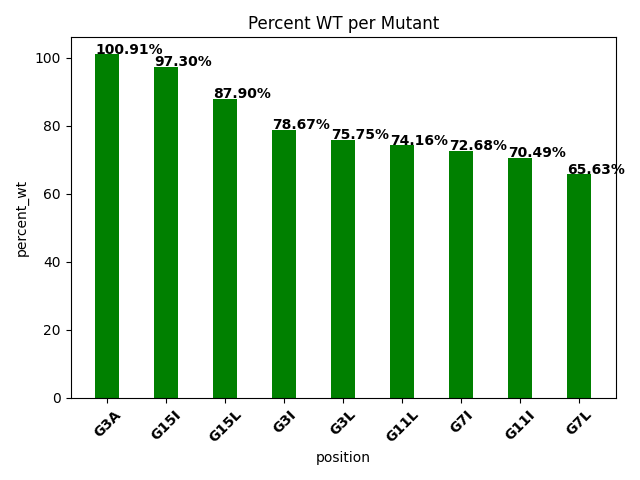 Percent WT per Mutant
percent_wt
100
80
60
40
20
0
100.91%
97.30%
87.90%
78.67%
75.75%
74.16%
72.68%
70.49%
65.63%
G3A
G15I
G15L
G3I
G3L
G11L
G7I
G11I
G7L
position